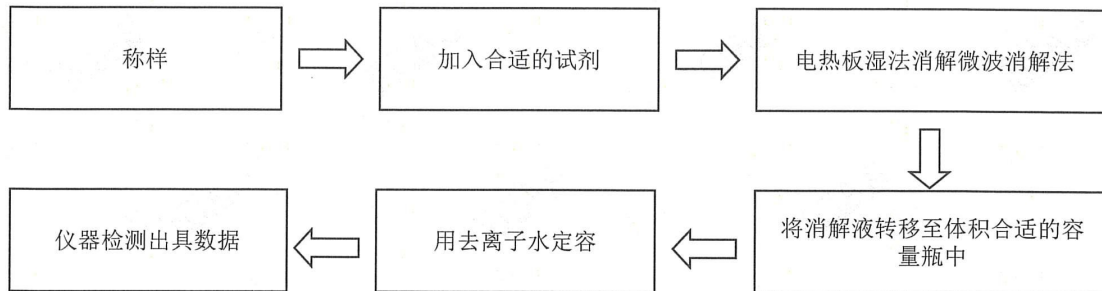 称样
加入合适的试剂
电热板湿法消解微波消解法
将消解液转移至体积合适的容
量瓶中
用去离子水定容
仪器检测出具数据